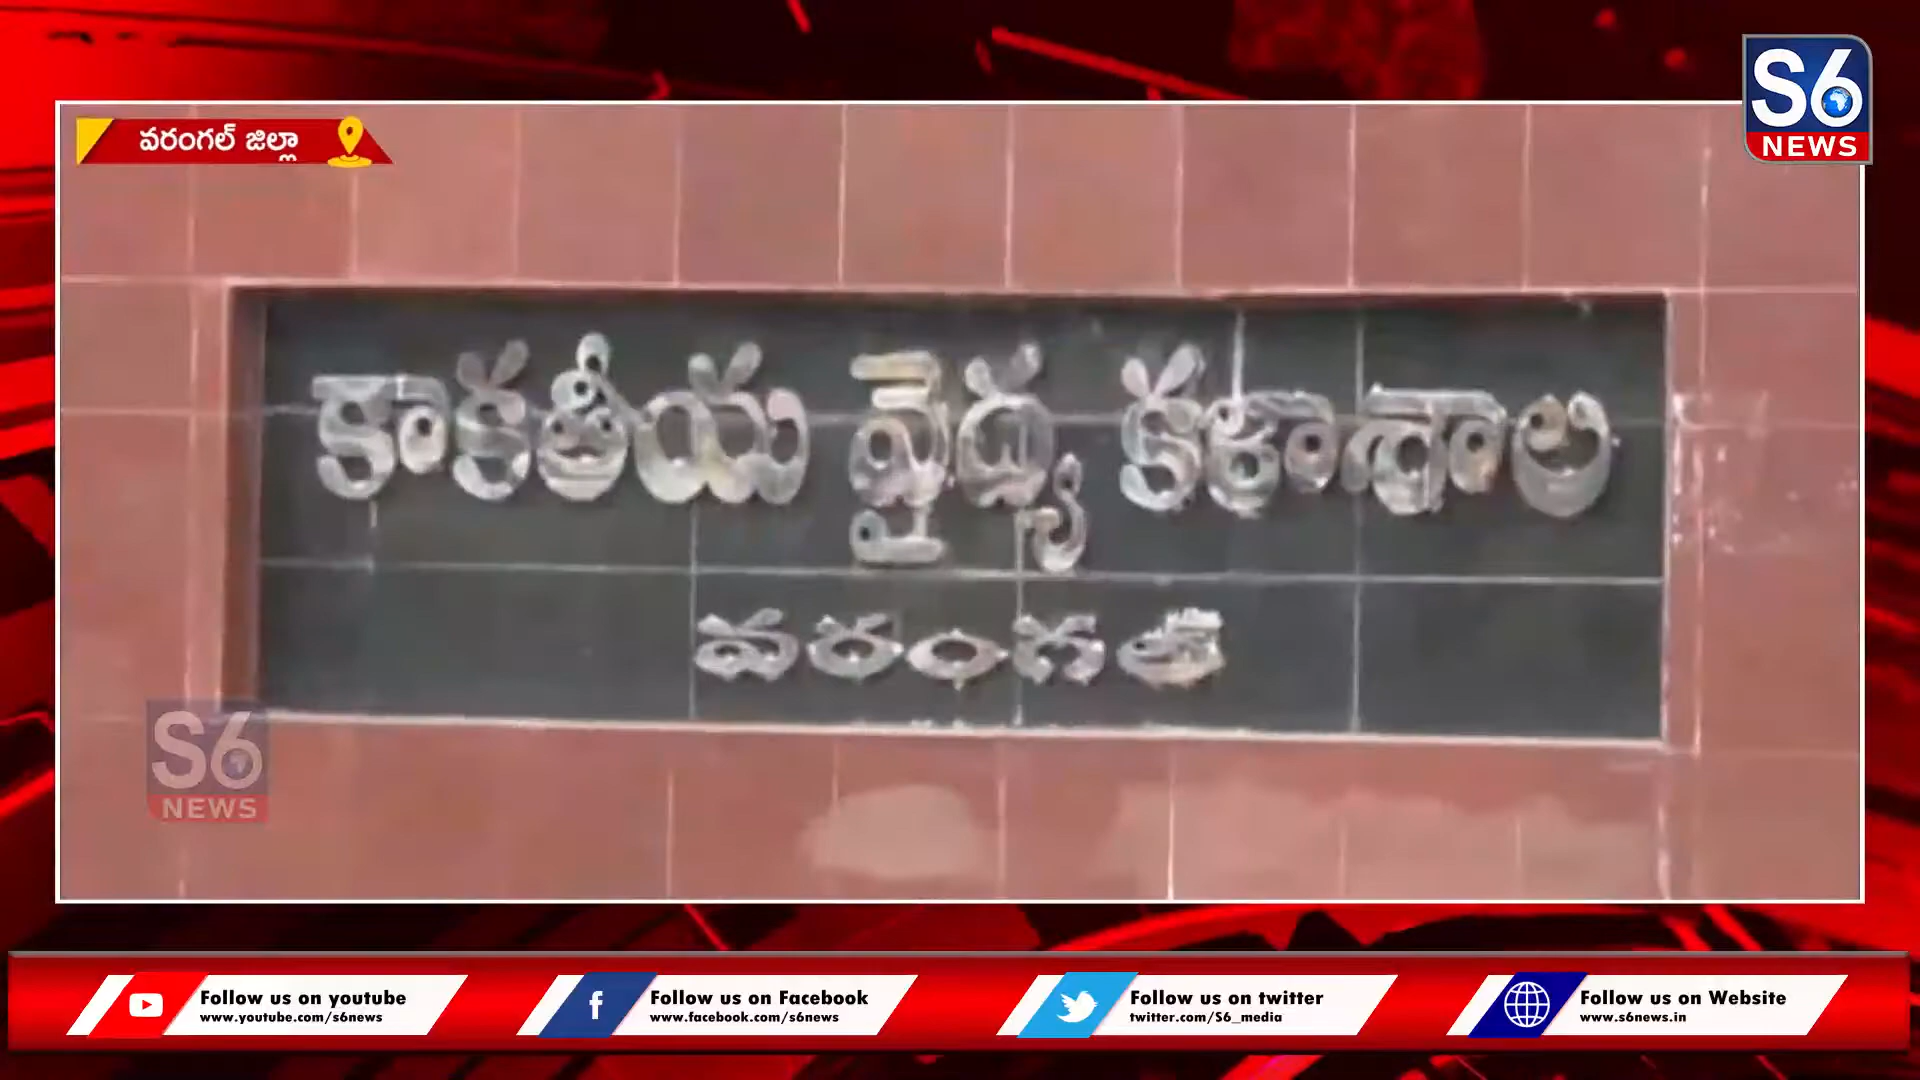 S6
NEWS
వరంగల్ జిల్లా
కాకతీయ వైద్య కళాశాల
వరంగల్
S6
NEWS
Follow us on youtube
www.youtube.com/s6news
Follow us on Facebook
www.facebook.com/s6news
Follow us on twitter
twitter.com/S6_media
Follow us on Website
www.s6news.in